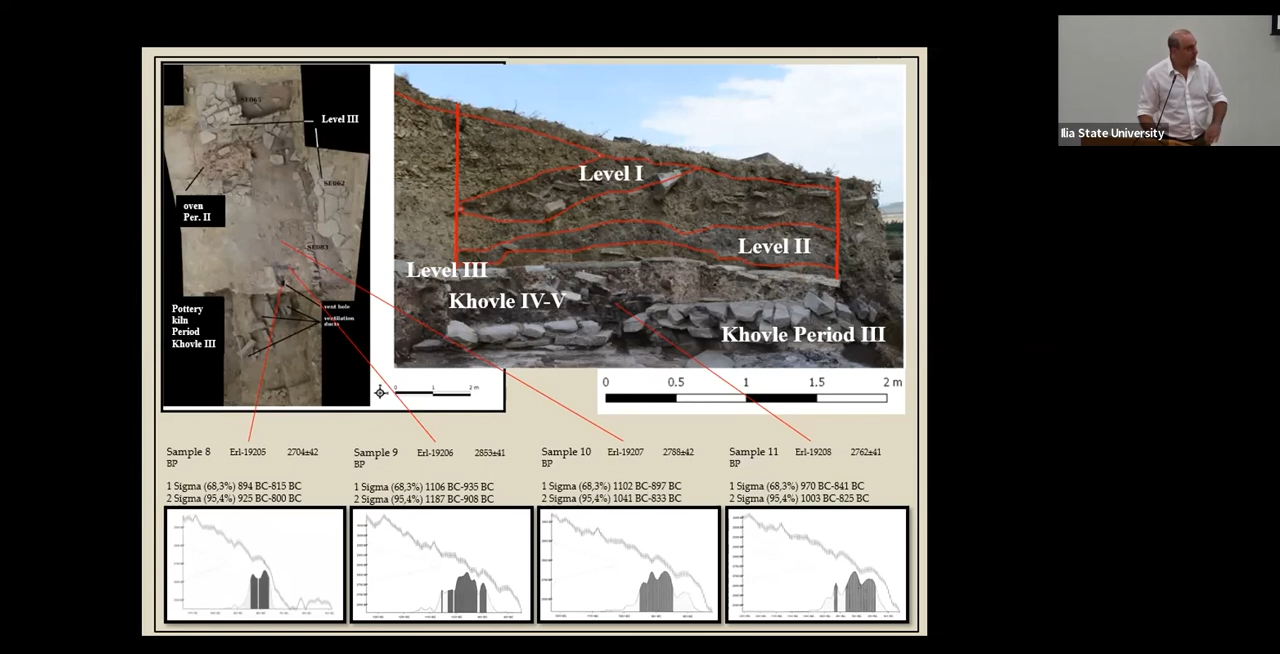 SE065
Level III
SE062
oven
Per. II
SE083
Pottery
kiln
Period
Khovle III
vent hole
ventilation
ducts
0 1 2 m
Level I
Level II
Level III
Khovle IV-V
Khovle Period III
0 0.5 1 1.5 2 m
Sample 8 Erl-19205 2704±42
BP
1 Sigma (68,3%) 894 BC-815 BC
2 Sigma (95,4%) 925 BC-800 BC
Sample 9 Erl-19206 2853±41
BP
1 Sigma (68,3%) 1106 BC-935 BC
2 Sigma (95,4%) 1187 BC-908 BC
Sample 10 Erl-19207 2788±42
BP
1 Sigma (68,3%) 1102 BC-897 BC
2 Sigma (95,4%) 1041 BC-833 BC
Sample 11 Erl-19208 2762±41
BP
1 Sigma (68,3%) 970 BC-841 BC
2 Sigma (95,4%) 1003 BC-825 BC
Ilia State University